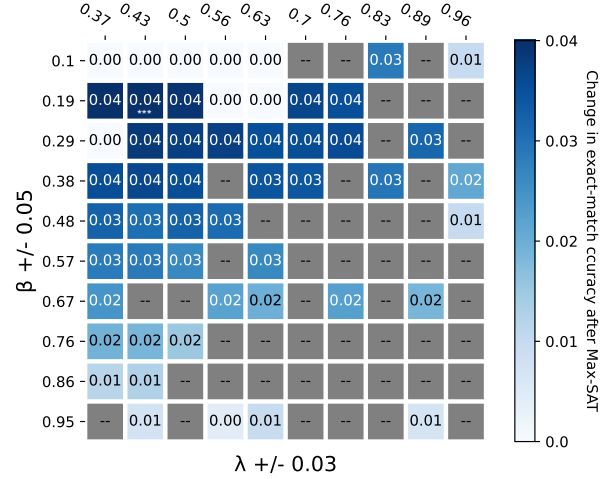 0.37 0.43 0.5 0.56 0.63 0.7 0.76 0.83 0.89 0.96
0.1 0.00 0.00 0.00 0.00 0.00 -- -- 0.03 -- 0.01
0.19 0.04 0.04 0.04 0.00 0.00 0.04 0.04 -- -- --
***
0.29 0.00 0.04 0.04 0.04 0.04 0.04 0.04 -- 0.03 --
0.38 0.04 0.04 0.04 -- 0.03 0.03 -- 0.03 -- 0.02
0.48 0.03 0.03 0.03 0.03 -- -- -- -- -- 0.01
0.57 0.03 0.03 0.03 -- 0.03 -- -- -- -- --
0.67 0.02 -- -- 0.02 0.02 -- 0.02 -- 0.02 --
0.76 0.02 0.02 0.02 -- -- -- -- -- -- --
0.86 0.01 0.01 -- -- -- -- -- -- -- --
0.95 -- 0.01 -- 0.00 0.01 -- -- -- 0.01 --
β +/- 0.05
λ +/- 0.03
0.04
0.03
0.02
0.01
0.0
Change in exact-match ccuracy after Max-SAT